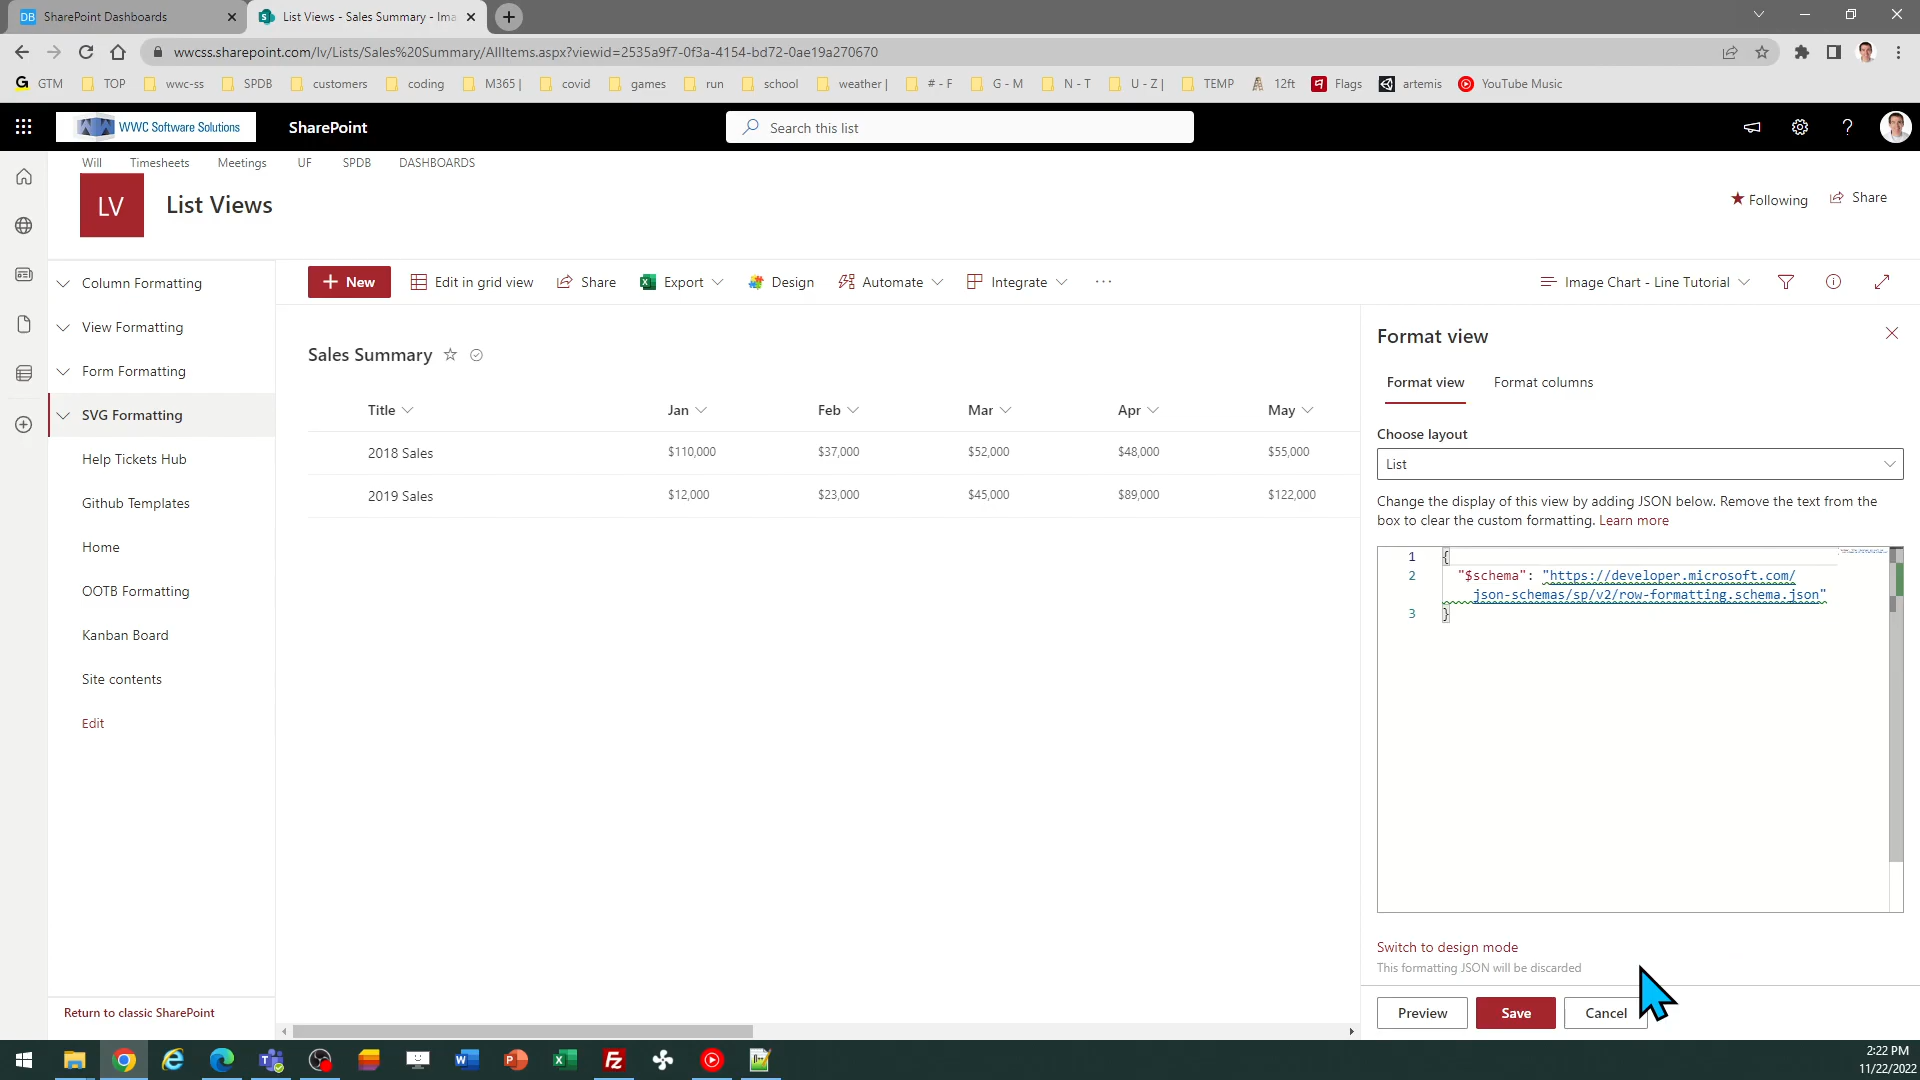 DB SharePoint Dashboards
S List Views - Sales Summary - Ima
wwcss.sharepoint.com/lv/Lists/Sales%20Summary/AllItems.aspx?viewid=2535a9f7-0f3a-4154-bd72-0ae19a270670
G GTM TOP wwc-ss SPDB customers coding M365 | covid games run school weather | # - F G - M N - T U - Z | TEMP 12ft Flags artemis YouTube Music
WWC Software Solutions SharePoint Search this list ?
Will Timesheets Meetings UF SPDB DASHBOARDS
LV List Views Following Share
Column Formatting
View Formatting
Form Formatting
SVG Formatting
Help Tickets Hub
Github Templates
Home
OOTB Formatting
Kanban Board
Site contents
Edit
Return to classic SharePoint
+ New Edit in grid view Share Export Design Automate Integrate ... Image Chart - Line Tutorial
Sales Summary
Title Jan Feb Mar Apr May
2018 Sales $110,000 $37,000 $52,000 $48,000 $55,000
2019 Sales $12,000 $23,000 $45,000 $89,000 $122,000
Format view
Format view Format columns
Choose layout
List
Change the display of this view by adding JSON below. Remove the text from the
box to clear the custom formatting. Learn more
1 {
2 "$schema": "https://developer.microsoft.com/
json-schemas/sp/v2/row-formatting.schema.json"
3 }
Switch to design mode
This formatting JSON will be discarded
Preview Save Cancel
2:22 PM
11/22/2022